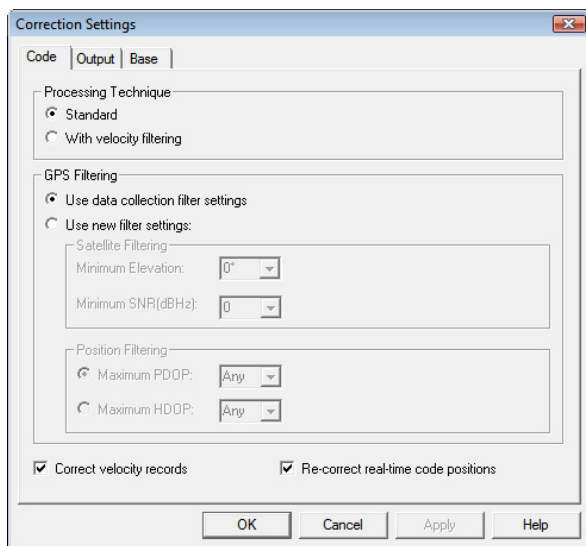 Correction Settings
Code Output Base
Processing Technique
Standard
With velocity filtering
GPS Filtering
Use data collection filter settings
Use new filter settings:
Satellite Filtering
Minimum Elevation: 0°
Minimum SNR(dBHz): 0
Position Filtering
Maximum PDOP: Any
Maximum HDOP: Any
Correct velocity records Re-correct real-time code positions
OK Cancel Apply Help